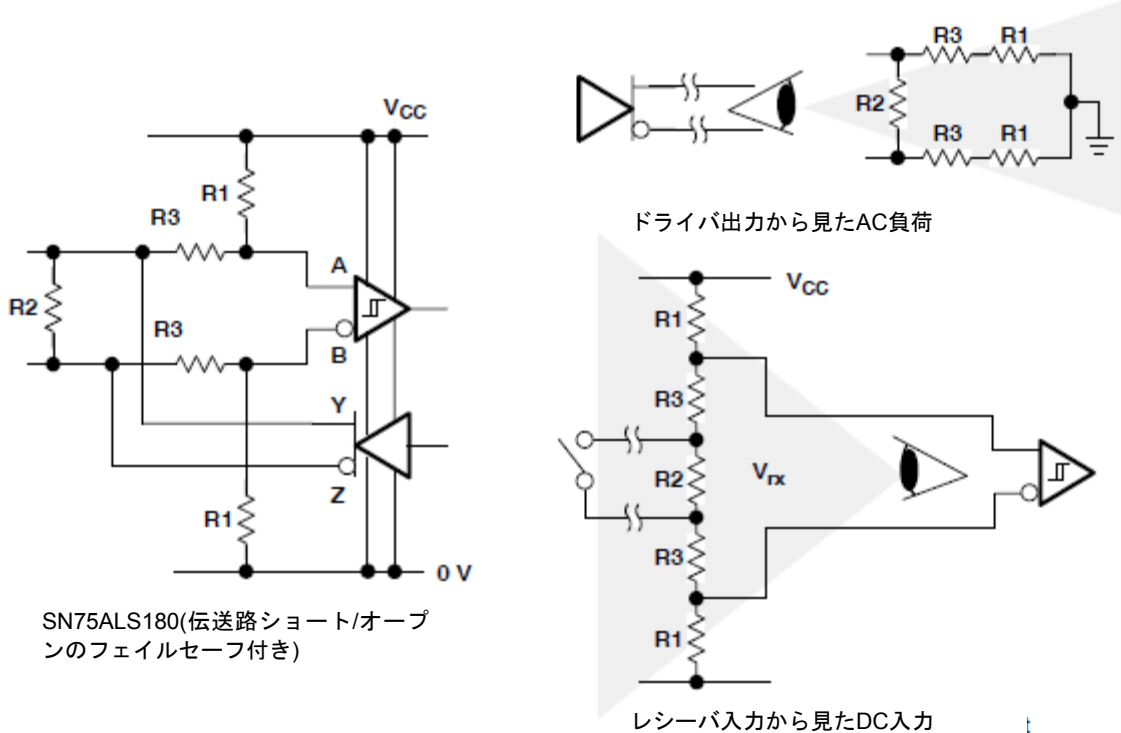 VCC
R1
R3
A
R2
R3
B
Y
Z
R1
0 V
SN75ALS180(伝送路ショート/オープ
ンのフェイルセーフ付き)
R3 R1
R2
R3 R1
ドライバ出力から見たAC負荷
VCC
R1
R3
R2
Vrx
R3
R1
レシーバ入力から見たDC入力
t